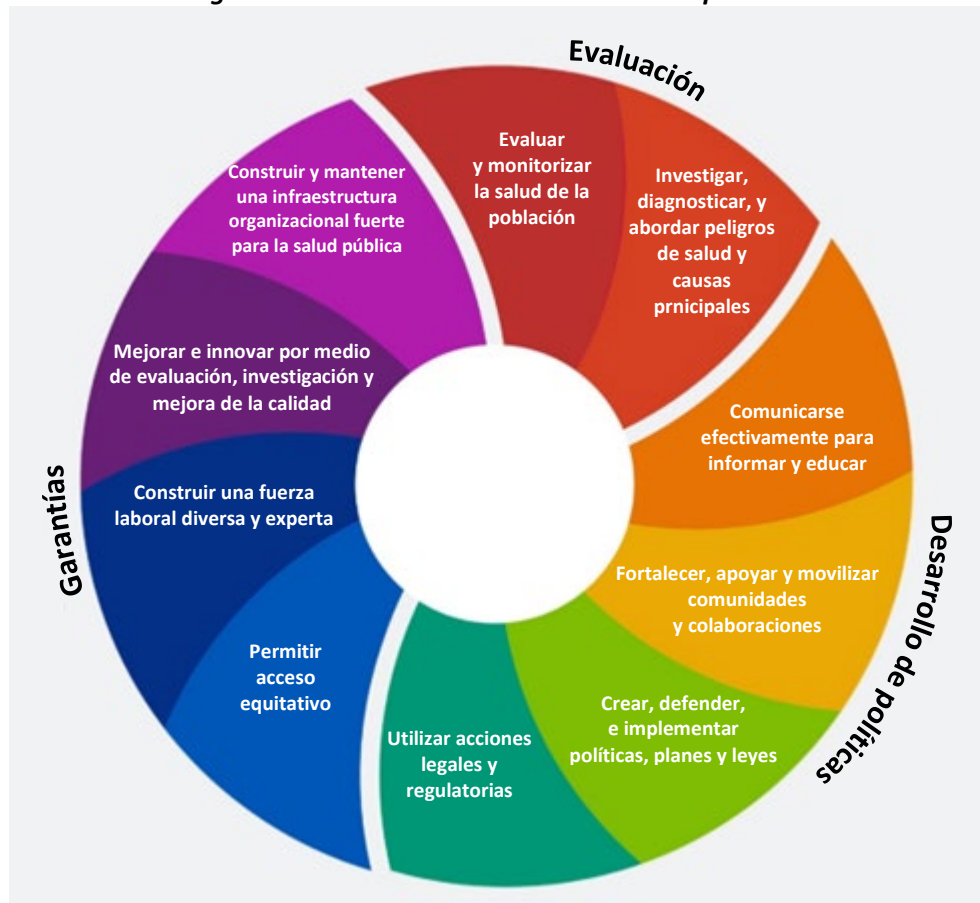 Evaluación
Evaluar
y monitorizar
la salud de la
población
Investigar,
diagnosticar, y
abordar peligros
de salud y
causas
prnicipales
Desarrollo de políticas
Comunicarse
efectivamente para
informar y educar
Fortalecer, apoyar y movilizar
comunidades
y colaboraciones
Crear, defender,
e implementar
políticas, planes y leyes
Utilizar acciones
legales y
regulatorias
Garantías
Permitir
acceso
equitativo
Construir una fuerza
laboral diversa y experta
Mejorar e innovar por medio
de evaluación, investigación y
mejora de la calidad
Construir y mantener
una infraestructura
organizacional fuerte
para la salud pública